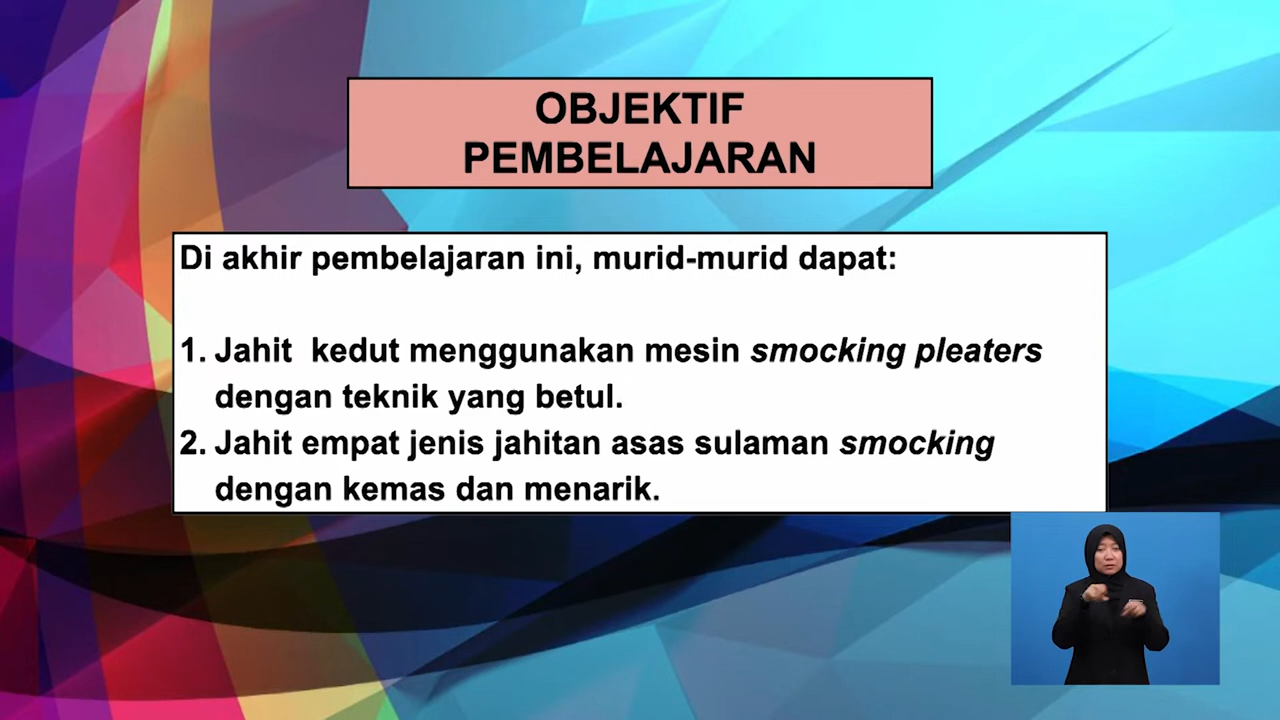 OBJEKTIF
PEMBELAJARAN
Di akhir pembelajaran ini, murid-murid dapat:
1. Jahit  kedut menggunakan mesin smocking pleaters
dengan teknik yang betul.
2. Jahit empat jenis jahitan asas sulaman smocking
dengan kemas dan menarik.